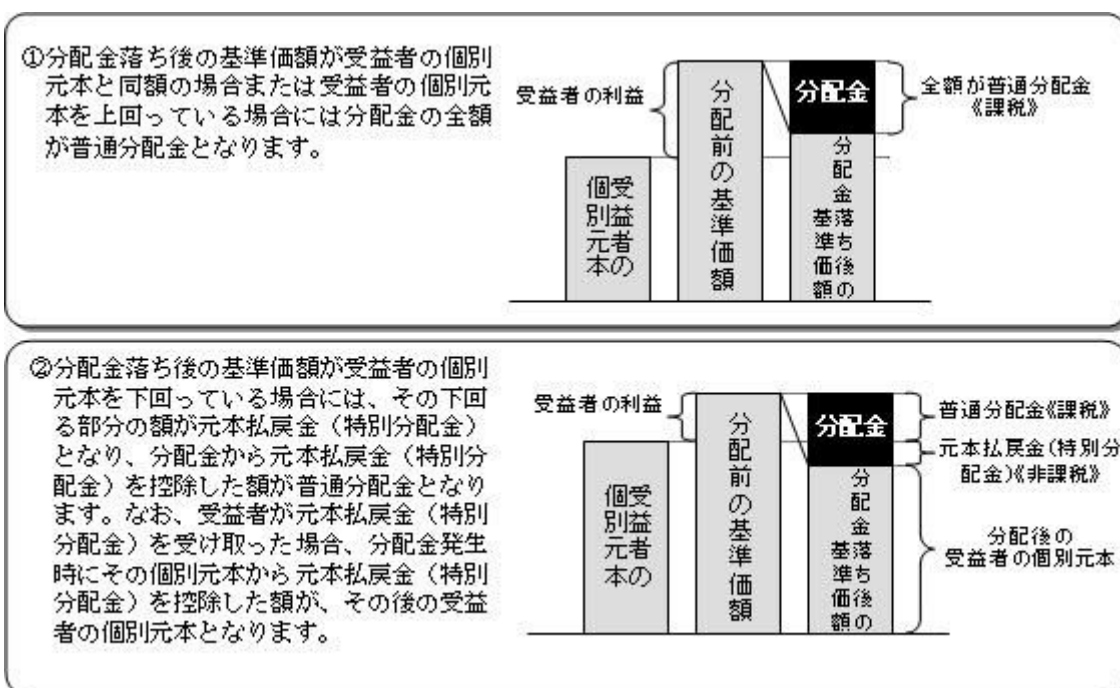 ①分配金落ち後の基準価額が受益者の個別
元本と同額の場合または受益者の個別元
本を上回っている場合には分配金の全額
が普通分配金となります。
受益者の利益
受益者の
個別元本
分配前の基準価額
分配金
分配金落ち後の
基準価額
全額が普通分配金
《課税》
②分配金落ち後の基準価額が受益者の個別
元本を下回っている場合には、その下回
る部分の額が元本払戻金（特別分配金）
となり、分配金から元本払戻金（特別分
配金）を控除した額が普通分配金となり
ます。なお、受益者が元本払戻金（特別
分配金）を受け取った場合、分配金発生
時にその個別元本から元本払戻金（特別
分配金）を控除した額が、その後の受益
者の個別元本となります。
受益者の利益
受益者の
個別元本
分配前の基準価額
分配金
分配金落ち後の
基準価額
普通分配金《課税》
元本払戻金(特別分
配金)《非課税》
分配後の
受益者の個別元本